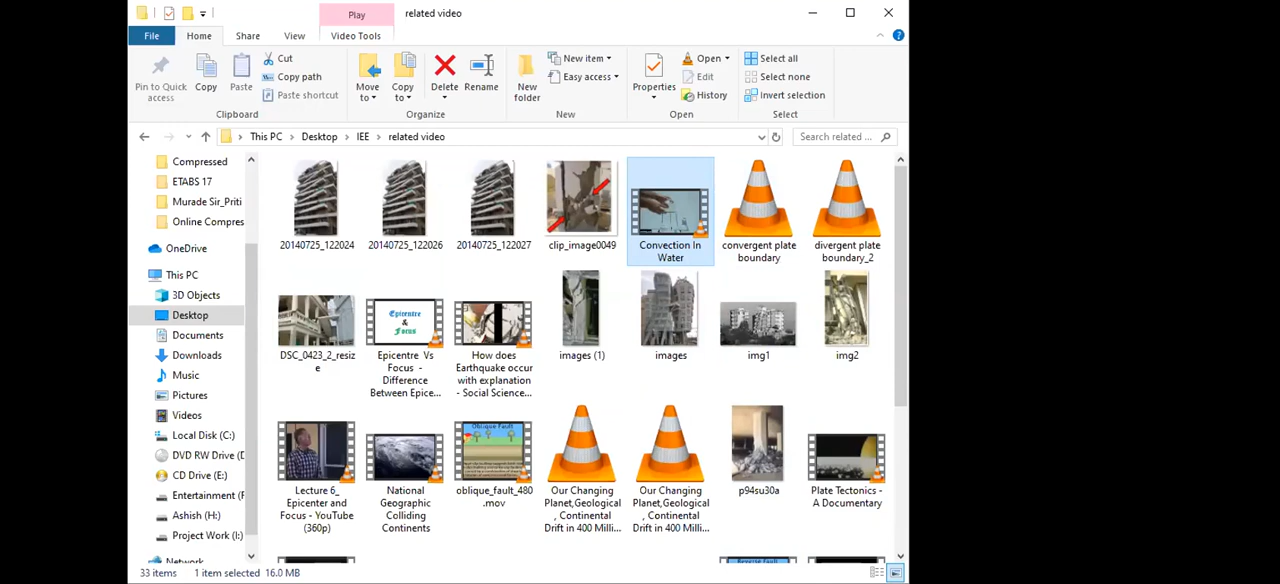 Play
related video
File
Home
Share
View
Video Tools
Pin to Quick
access
Copy
Paste
Cut
Copy path
Paste shortcut
Clipboard
Move
to
Copy
to
Delete
Rename
Organize
New
folder
New item
Easy access
New
Properties
Open
Edit
History
Open
Select all
Select none
Invert selection
Select
This PC > Desktop > IEE > related video
Search related ...
Compressed
ETABS 17
Murade Sir_Priti
Online Compres
OneDrive
This PC
3D Objects
Desktop
Documents
Downloads
Music
Pictures
Videos
Local Disk (C:)
DVD RW Drive (D
CD Drive (E:)
Entertainment (F
Ashish (H:)
Project Work (I:)
Network
20140725_122024
20140725_122026
20140725_122027
clip_image0049
Convection In
Water
convergent plate
boundary
divergent plate
boundary_2
DSC_0423_2_resiz
e
Epicentre
&
Focus
Epicentre Vs
Focus -
Difference
Between Epice...
How does
Earthquake occur
with explanation
- Social Science...
images (1)
images
img1
img2
Lecture 6_
Epicenter and
Focus - YouTube
(360p)
National
Geographic
Colliding
Continents
Oblique Fault
oblique_fault_480
.mov
Our Changing
Planet,Geological
, Continental
Drift in 400 Milli...
Our Changing
Planet,Geological
, Continental
Drift in 400 Milli...
p94su30a
Plate Tectonics -
A Documentary
33 items
1 item selected 16.0 MB